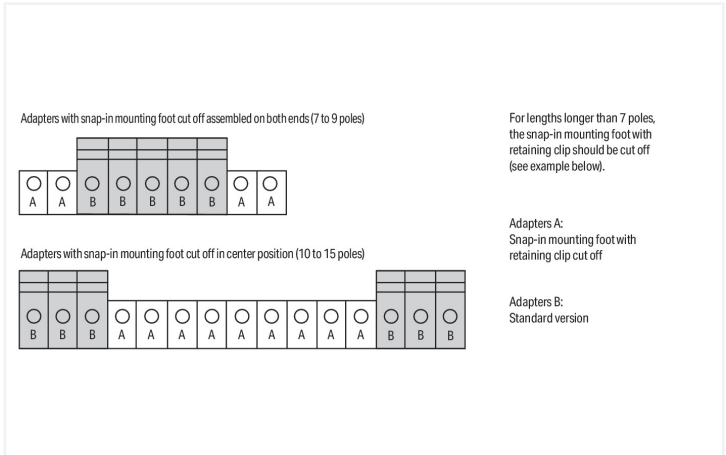 Adapters with snap-in mounting foot cut off assembled on both ends (7 to 9 poles)
A A B B B B B A A
Adapters with snap-in mounting foot cut off in center position (10 to 15 poles)
B B B A A A A A A A A A B B B
For lengths longer than 7 poles,
the snap-in mounting foot with
retaining clip should be cut off
(see example below).
Adapters A:
Snap-in mounting foot with
retaining clip cut off
Adapters B:
Standard version